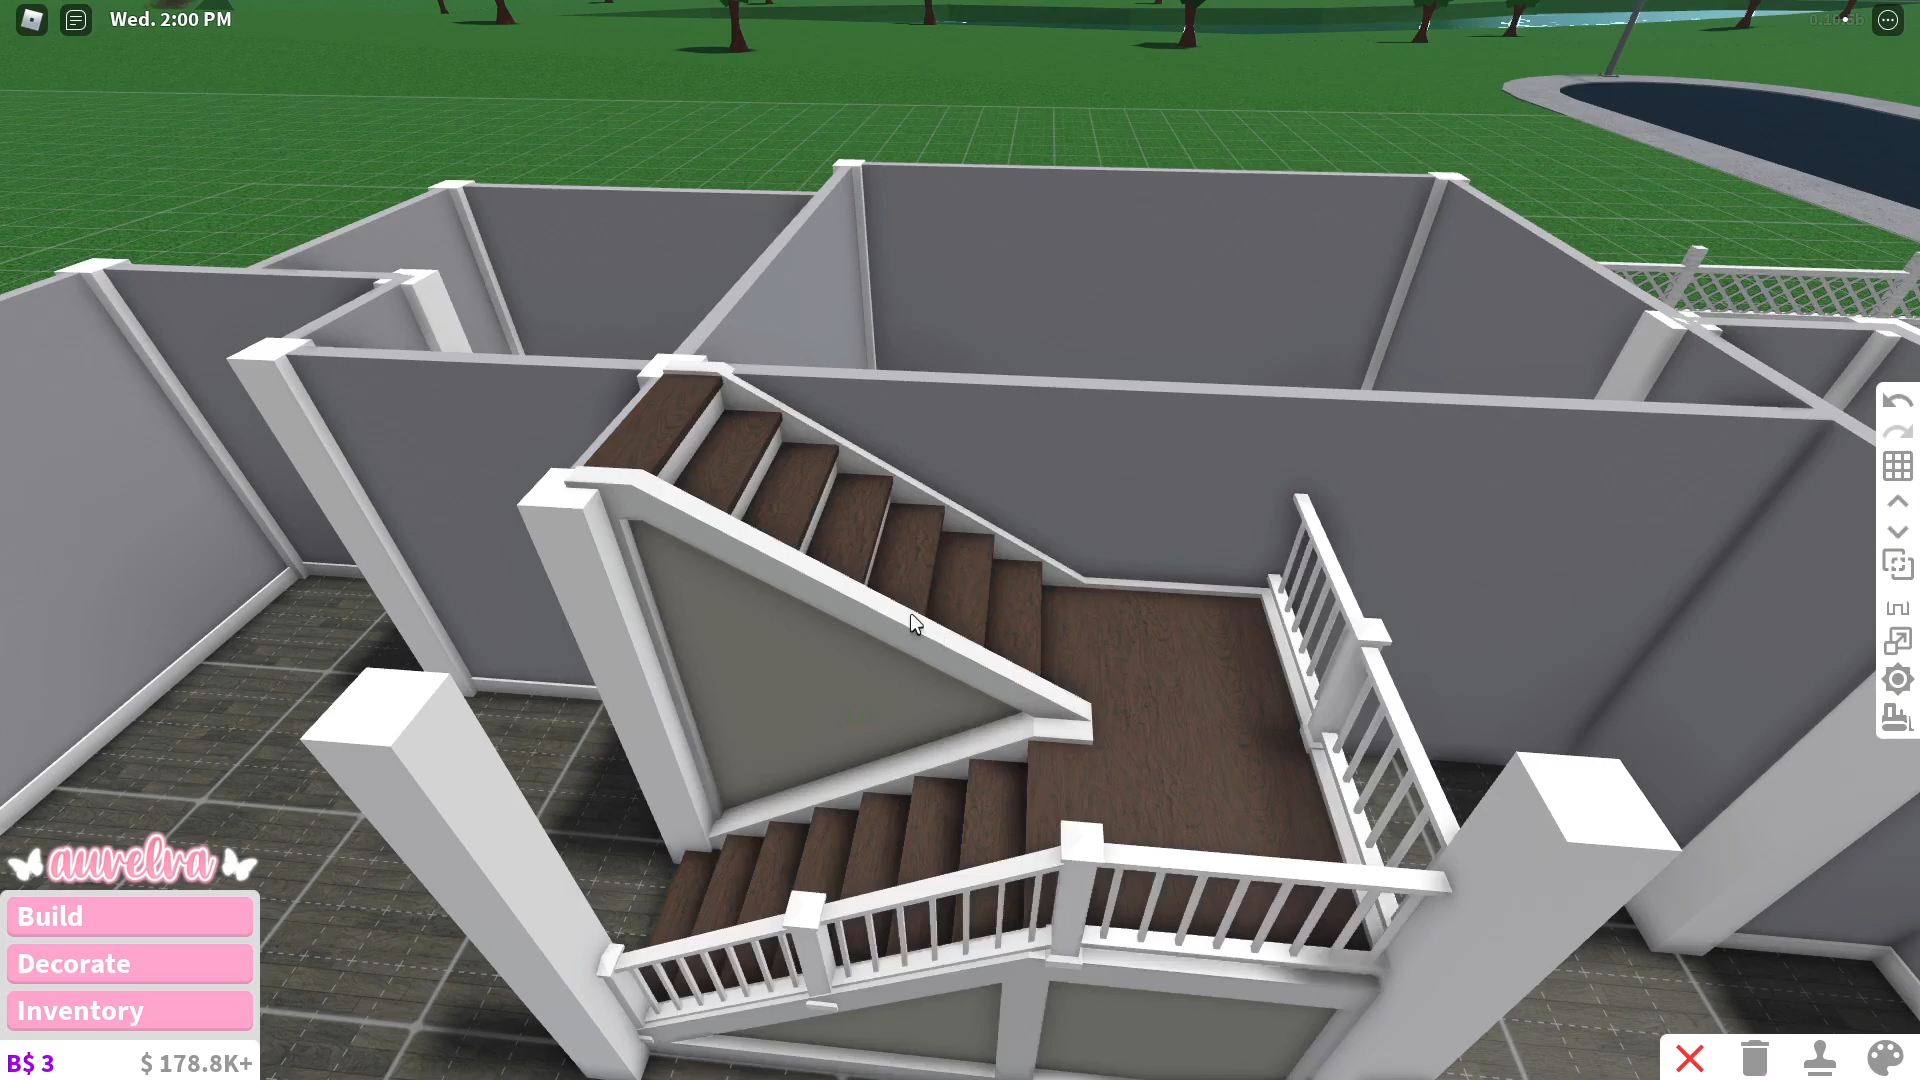 Wed. 2:00 PM
aurelva
Build
Decorate
Inventory
B$ 3
$ 178.8K+